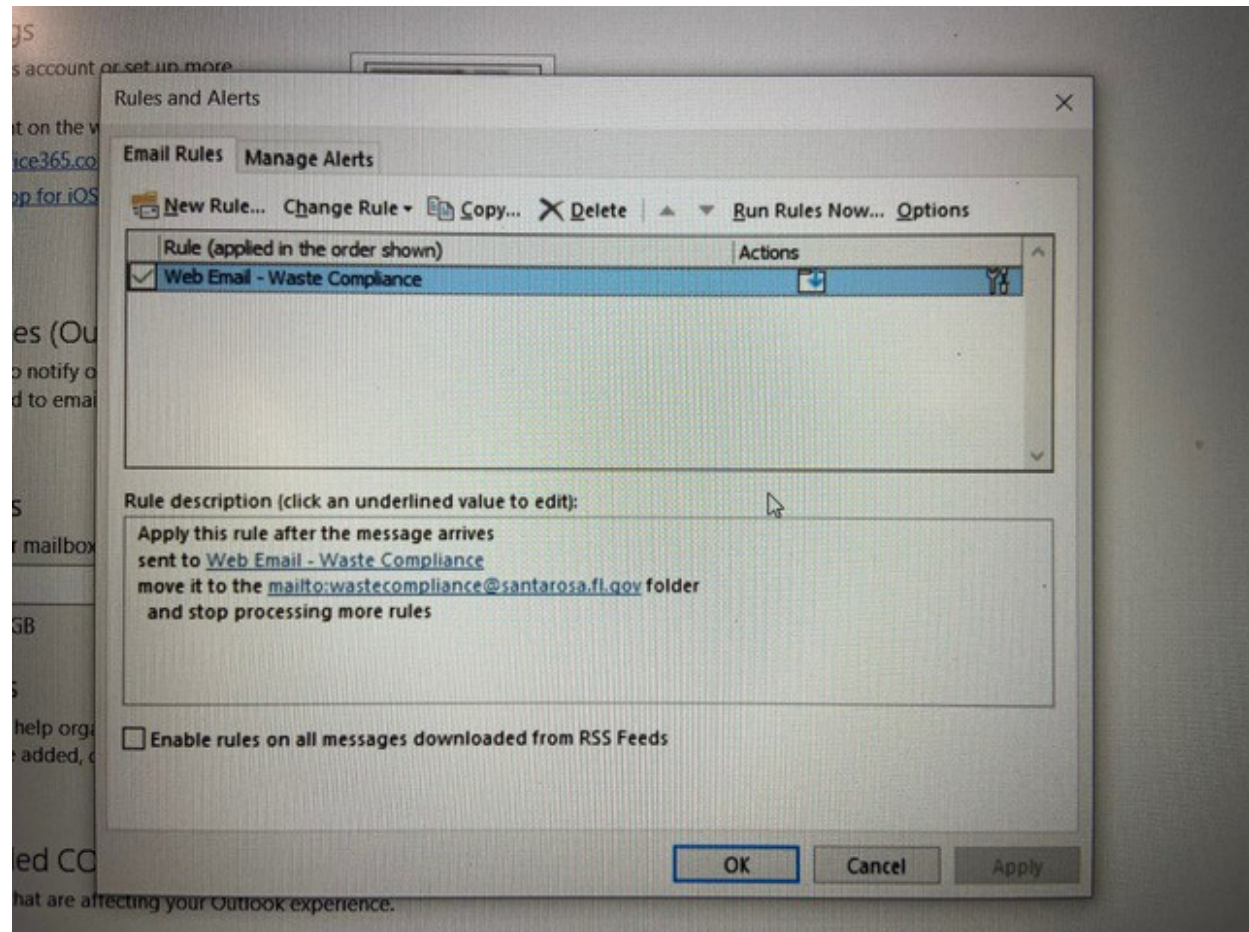 gs
s account or set up more
Rules and Alerts
nt on the w
Email Rules Manage Alerts
ice365.co
pp for iOS
New Rule... Change Rule Copy... Delete Run Rules Now... Options
Rule (applied in the order shown) Actions
Web Email - Waste Compliance
es (Ou
o notify o
d to emai
Rule description (click an underlined value to edit):
s
Apply this rule after the message arrives
r mailbox
sent to Web Email - Waste Compliance
move it to the mailto:wastecompliance@santarosa.fl.gov folder
and stop processing more rules
GB
s
help orga
Enable rules on all messages downloaded from RSS Feeds
added, c
ed CO
OK Cancel Apply
hat are affecting your Outlook experience.